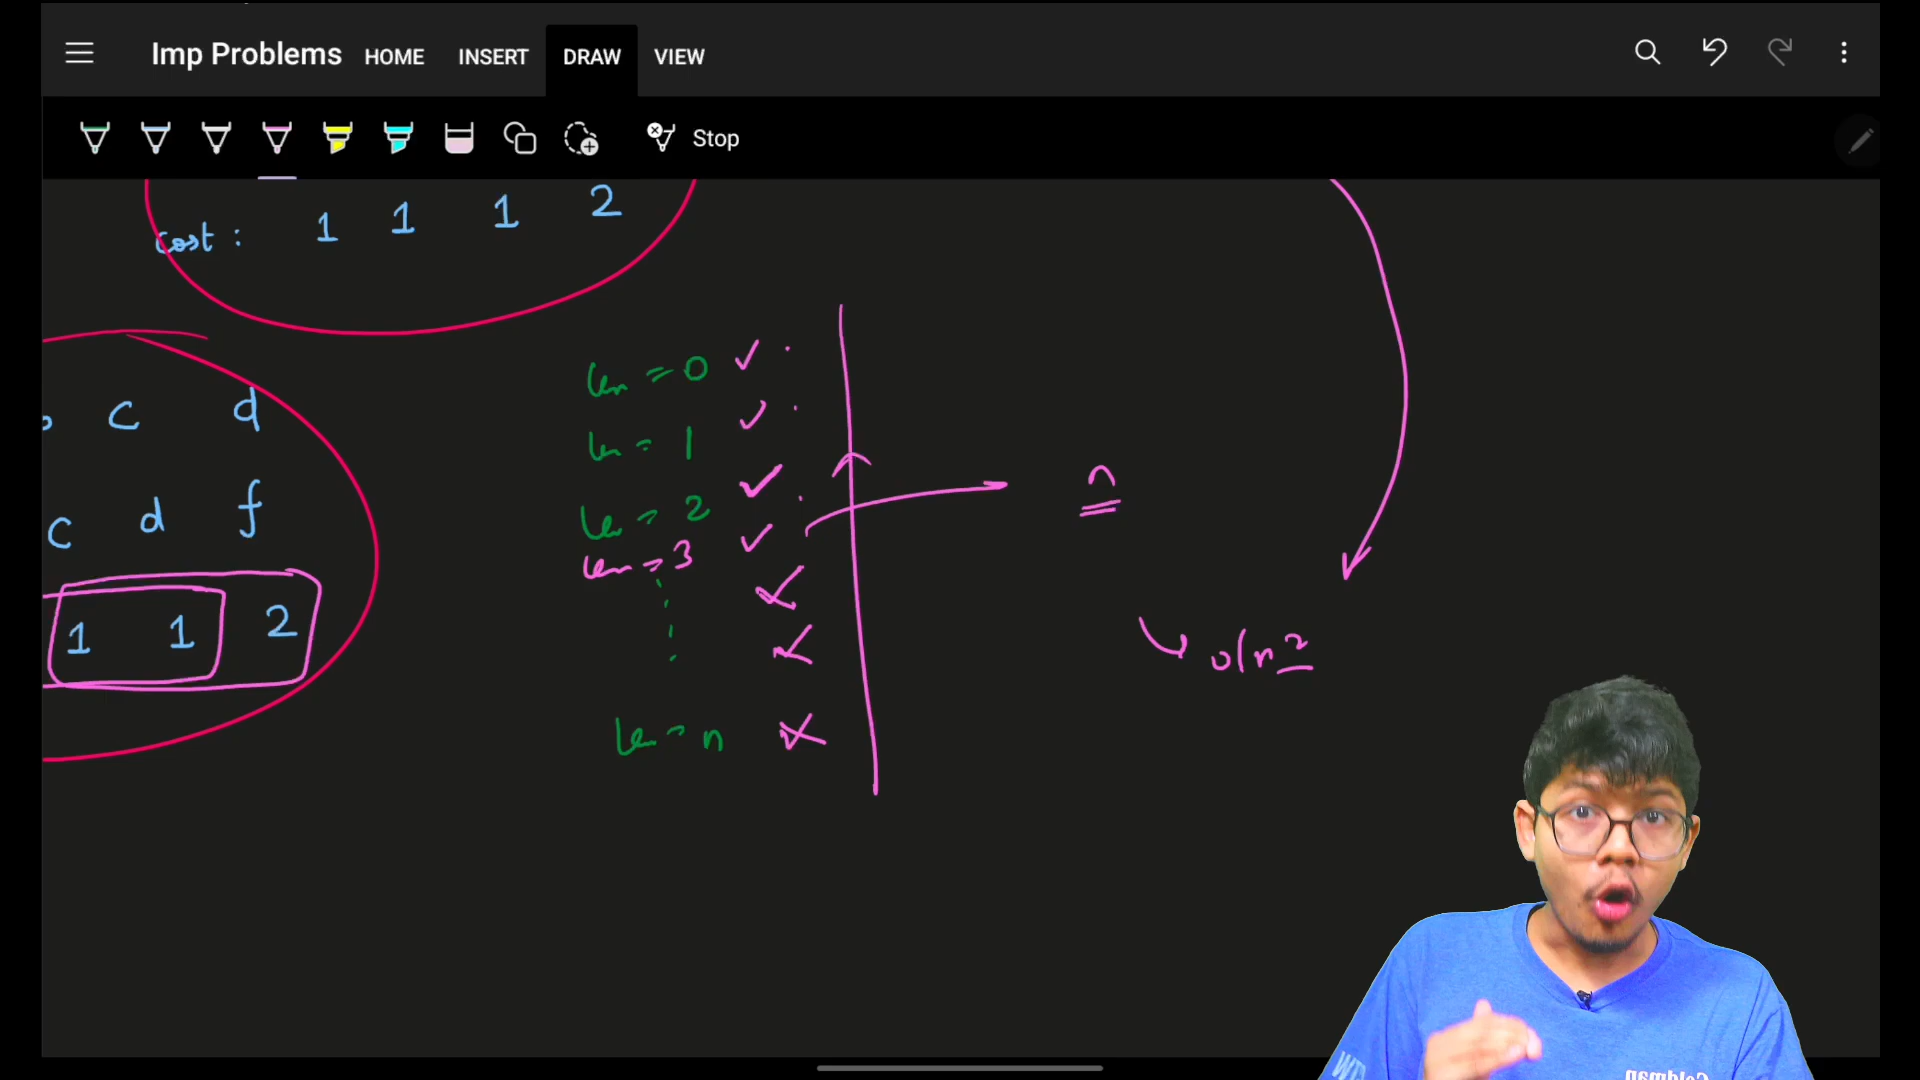 Imp Problems HOME INSERT DRAW VIEW
Stop
cost : 1 1 1 2
len = 0
len = 1
len = 2
len = 3
len = n
c d
c d f
1 1 2
n
O(n2